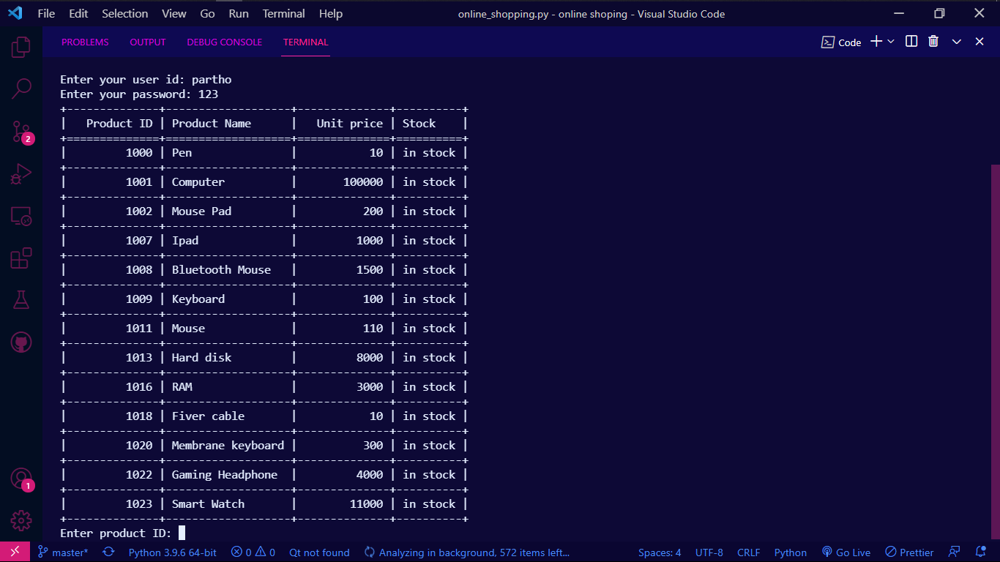 File Edit Selection View Go Run Terminal Help online_shopping.py - online shoping - Visual Studio Code
PROBLEMS OUTPUT DEBUG CONSOLE TERMINAL Code
Enter your user id: partho
Enter your password: 123
+--------------+-------------------+--------------+----------+
|   Product ID | Product Name      |   Unit price | Stock    |
+==============+===================+==============+==========+
|         1000 | Pen               |           10 | in stock |
+--------------+-------------------+--------------+----------+
|         1001 | Computer          |       100000 | in stock |
+--------------+-------------------+--------------+----------+
|         1002 | Mouse Pad         |          200 | in stock |
+--------------+-------------------+--------------+----------+
|         1007 | Ipad              |         1000 | in stock |
+--------------+-------------------+--------------+----------+
|         1008 | Bluetooth Mouse   |         1500 | in stock |
+--------------+-------------------+--------------+----------+
|         1009 | Keyboard          |          100 | in stock |
+--------------+-------------------+--------------+----------+
|         1011 | Mouse             |          110 | in stock |
+--------------+-------------------+--------------+----------+
|         1013 | Hard disk         |         8000 | in stock |
+--------------+-------------------+--------------+----------+
|         1016 | RAM               |         3000 | in stock |
+--------------+-------------------+--------------+----------+
|         1018 | Fiver cable       |           10 | in stock |
+--------------+-------------------+--------------+----------+
|         1020 | Membrane keyboard |          300 | in stock |
+--------------+-------------------+--------------+----------+
|         1022 | Gaming Headphone  |         4000 | in stock |
+--------------+-------------------+--------------+----------+
|         1023 | Smart Watch       |        11000 | in stock |
+--------------+-------------------+--------------+----------+
Enter product ID:
2
1
master* Python 3.9.6 64-bit 0 0 Qt not found Analyzing in background, 572 items left... Spaces: 4 UTF-8 CRLF Python Go Live Prettier